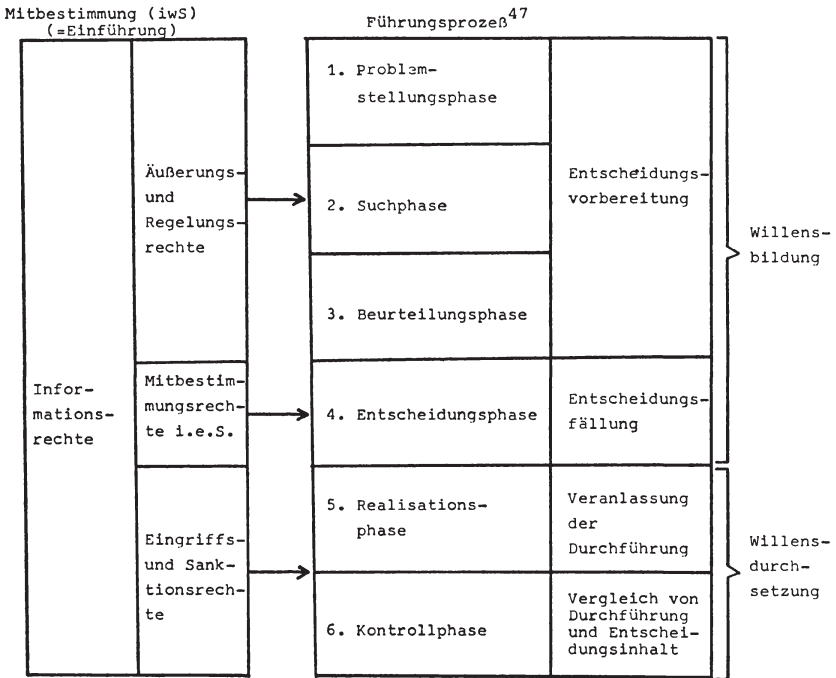 Mitbestimmung (iwS)
(=Einführung)
Führungsprozeß47
Infor-
mations-
rechte
Äußerungs-
und
Regelungs-
rechte
Mitbestim-
mungsrech-
te i.e.S.
Eingriffs-
und Sank-
tionsrech-
te
1. Problem-
stellungsphase
2. Suchphase
3. Beurteilungsphase
4. Entscheidungsphase
5. Realisations-
phase
6. Kontrollphase
Entscheidungs-
vorbereitung
Entscheidungs-
fällung
Veranlassung
der
Durchführung
Vergleich von
Durchführung
und Entschei-
dungsinhalt
Willens-
bildung
Willens-
durch-
setzung